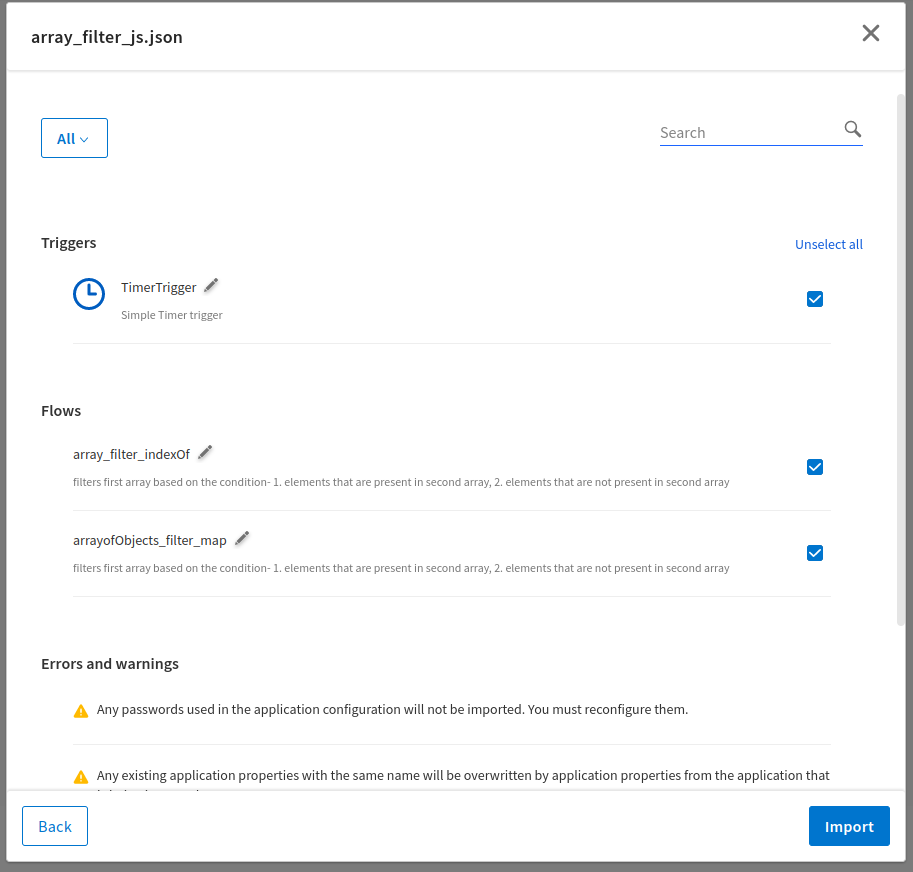 array_filter_js.json
All
Search
Triggers
Unselect all
TimerTrigger
Simple Timer trigger
Flows
array_filter_indexOf
filters first array based on the condition- 1. elements that are present in second array, 2. elements that are not present in second array
arrayofObjects_filter_map
filters first array based on the condition- 1. elements that are present in second array, 2. elements that are not present in second array
Errors and warnings
Any passwords used in the application configuration will not be imported. You must reconfigure them.
Any existing application properties with the same name will be overwritten by application properties from the application that
Back
Import